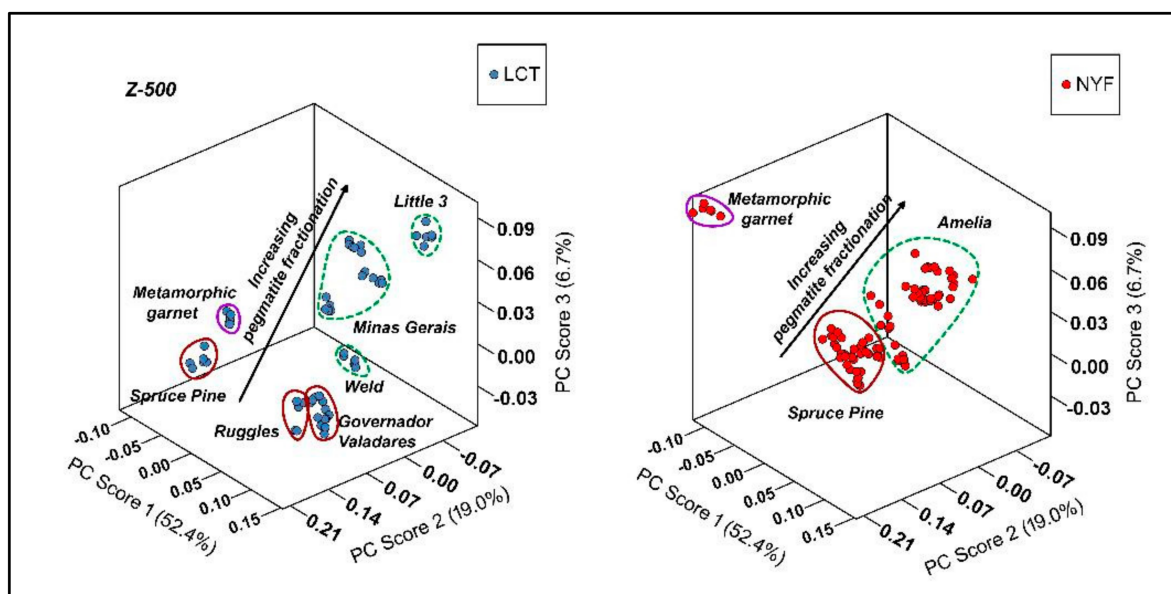 Z-500
LCT
Increasing
pegmatite fractionation
Little 3
Metamorphic
garnet
Minas Gerais
Spruce Pine
Weld
Ruggles
Governador
Valadares
0.09
0.06
0.03
0.00
-0.03
PC Score 3 (6.7%)
-0.10
-0.05
0.00
0.05
0.10
0.15
PC Score 1 (52.4%)
-0.07
0.00
0.07
0.14
0.21
PC Score 2 (19.0%)
NYF
Metamorphic
garnet
Increasing
pegmatite fractionation
Amelia
Spruce Pine
0.09
0.06
0.03
0.00
-0.03
PC Score 3 (6.7%)
-0.10
-0.05
0.00
0.05
0.10
0.15
PC Score 1 (52.4%)
-0.07
0.00
0.07
0.14
0.21
PC Score 2 (19.0%)